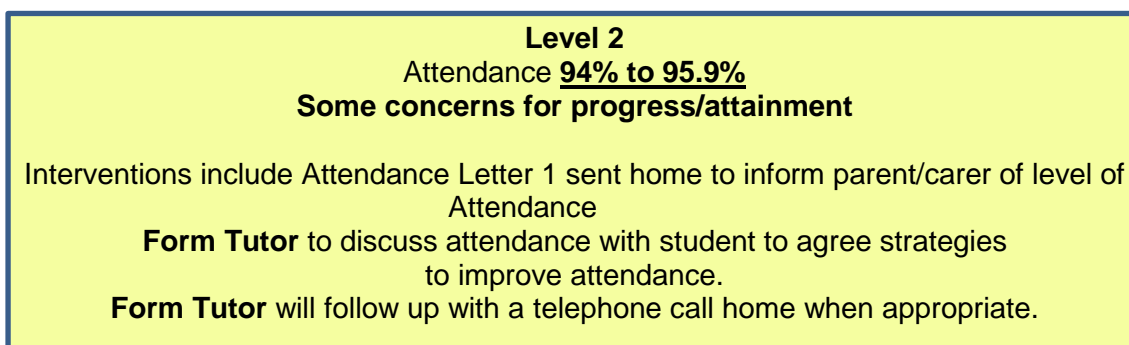 Level 2
Attendance 94% to 95.9%
Some concerns for progress/attainment
Interventions include Attendance Letter 1 sent home to inform parent/carer of level of
Attendance
Form Tutor to discuss attendance with student to agree strategies
to improve attendance.
Form Tutor will follow up with a telephone call home when appropriate.